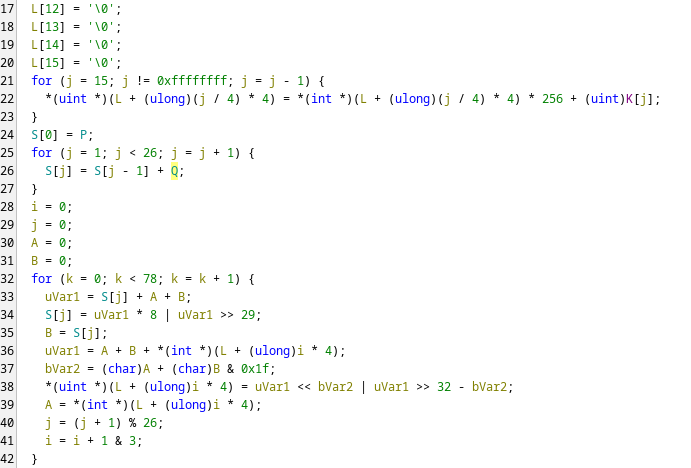 17 L[12] = '\0';
18 L[13] = '\0';
19 L[14] = '\0';
20 L[15] = '\0';
21 for (j = 15; j != 0xffffffff; j = j - 1) {
22 *(uint *)(L + (ulong)(j / 4) * 4) = *(int *)(L + (ulong)(j / 4) * 4) * 256 + (uint)K[j];
23 }
24 S[0] = P;
25 for (j = 1; j < 26; j = j + 1) {
26 S[j] = S[j - 1] + Q;
27 }
28 i = 0;
29 j = 0;
30 A = 0;
31 B = 0;
32 for (k = 0; k < 78; k = k + 1) {
33 uVar1 = S[j] + A + B;
34 S[j] = uVar1 * 8 | uVar1 >> 29;
35 B = S[j];
36 uVar1 = A + B + *(int *)(L + (ulong)i * 4);
37 bVar2 = (char)A + (char)B & 0x1f;
38 *(uint *)(L + (ulong)i * 4) = uVar1 << bVar2 | uVar1 >> 32 - bVar2;
39 A = *(int *)(L + (ulong)i * 4);
40 j = (j + 1) % 26;
41 i = i + 1 & 3;
42 }